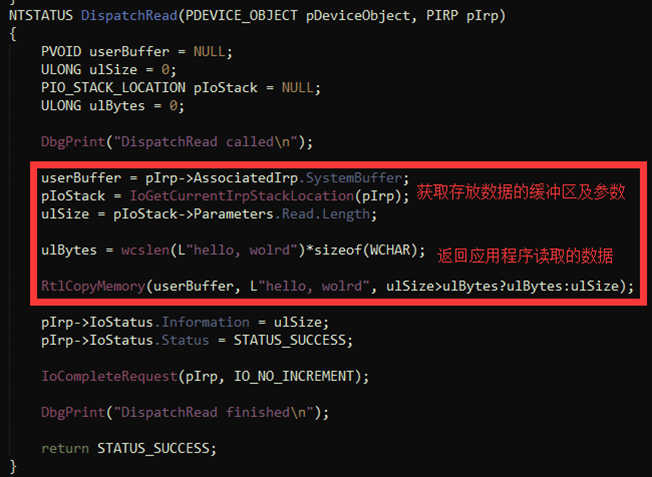 }
NTSTATUS DispatchRead(PDEVICE_OBJECT pDeviceObject, PIRP pIrp)
{
PVOID userBuffer = NULL;
ULONG ulSize = 0;
PIO_STACK_LOCATION pIoStack = NULL;
ULONG ulBytes = 0;
DbgPrint("DispatchRead called\n");
userBuffer = pIrp->AssociatedIrp.SystemBuffer;
pIoStack = IoGetCurrentIrpStackLocation(pIrp); 获取存放数据的缓冲区及参数
ulSize = pIoStack->Parameters.Read.Length;
ulBytes = wcslen(L"hello, wolrd")*sizeof(WCHAR); 返回应用程序读取的数据
RtlCopyMemory(userBuffer, L"hello, wolrd", ulSize>ulBytes?ulBytes:ulSize);
pIrp->IoStatus.Information = ulSize;
pIrp->IoStatus.Status = STATUS_SUCCESS;
IoCompleteRequest(pIrp, IO_NO_INCREMENT);
DbgPrint("DispatchRead finished\n");
return STATUS_SUCCESS;
}